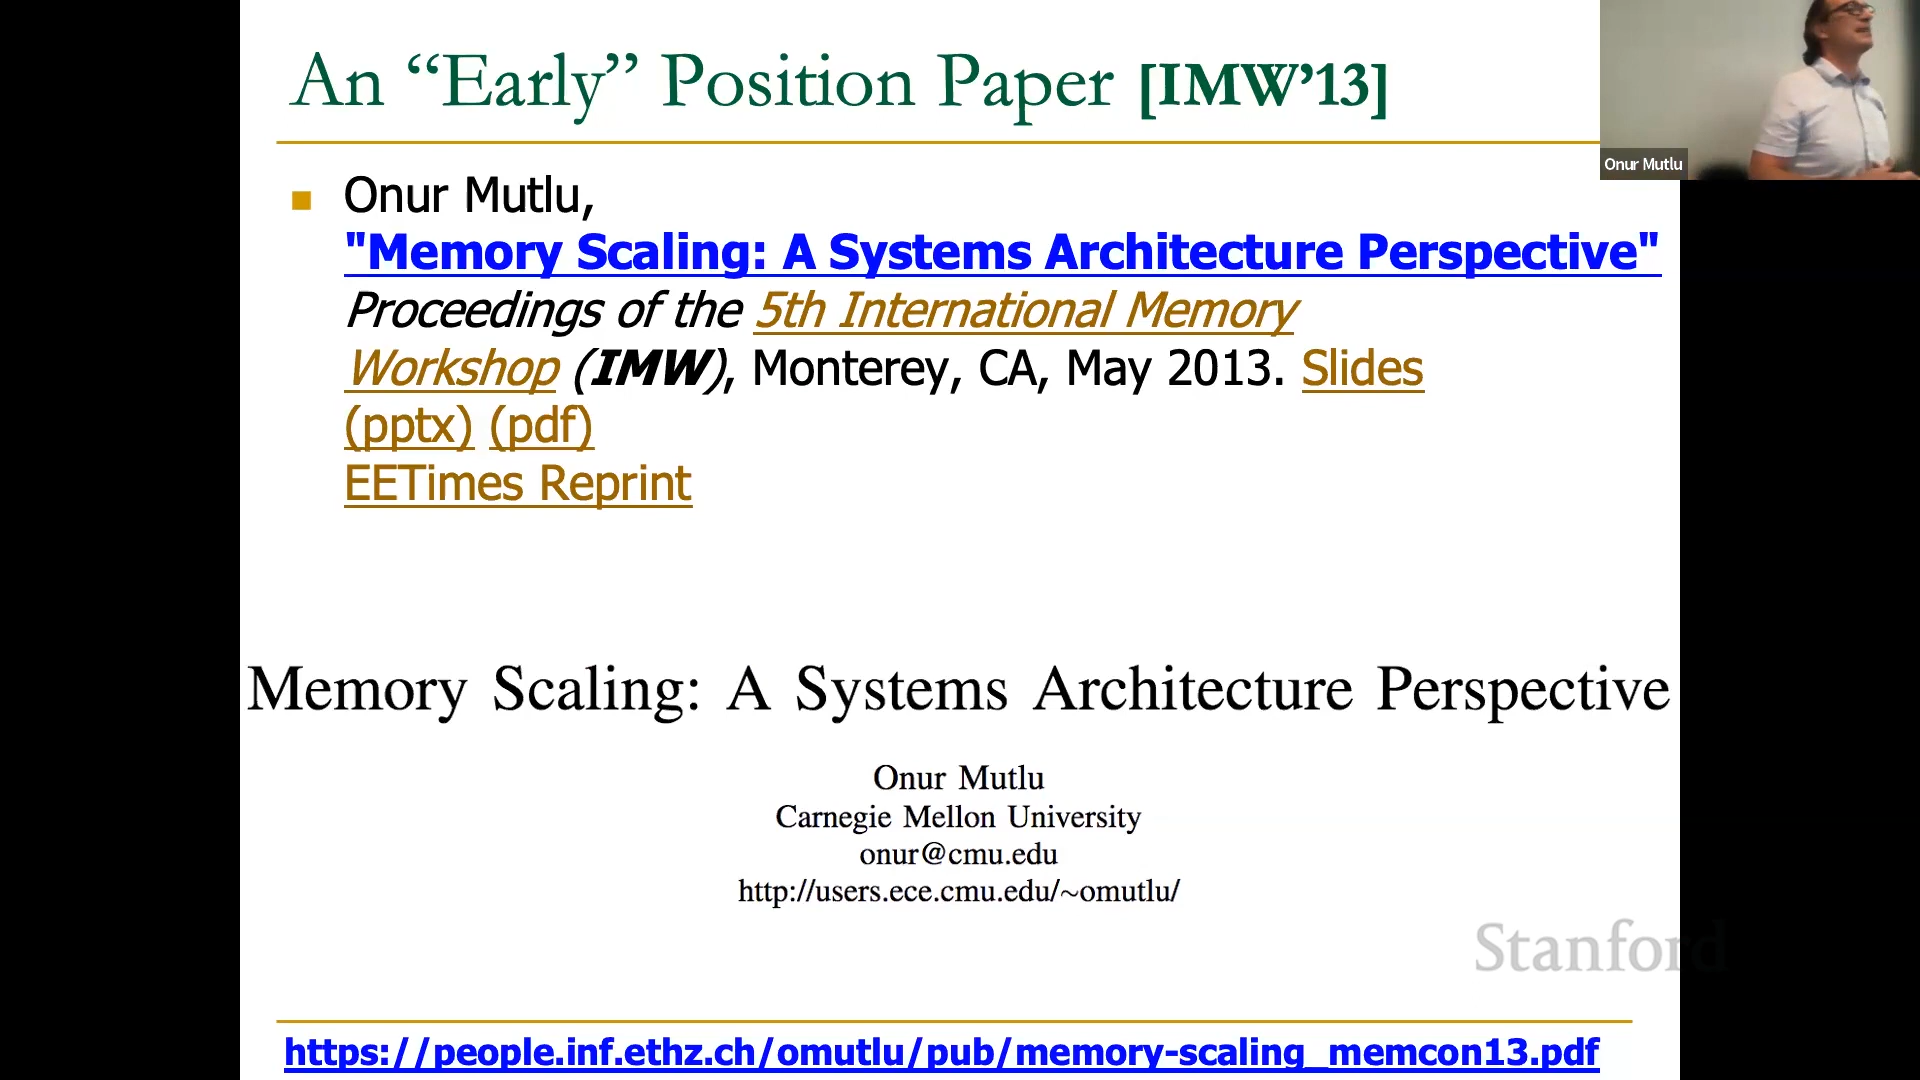 An “Early” Position Paper [IMW’13]
Onur Mutlu
Onur Mutlu,
"Memory Scaling: A Systems Architecture Perspective"
Proceedings of the 5th International Memory
Workshop (IMW), Monterey, CA, May 2013. Slides
(pptx) (pdf)
EETimes Reprint
Memory Scaling: A Systems Architecture Perspective
Onur Mutlu
Carnegie Mellon University
onur@cmu.edu
http://users.ece.cmu.edu/~omutlu/
Stanford
https://people.inf.ethz.ch/omutlu/pub/memory-scaling_memcon13.pdf